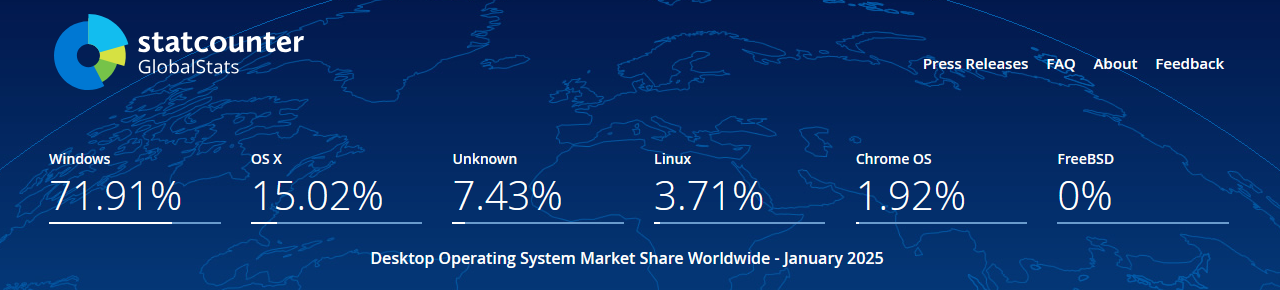 statcounter
GlobalStats
Press Releases FAQ About Feedback
Windows OS X Unknown Linux Chrome OS FreeBSD
71.91% 15.02% 7.43% 3.71% 1.92% 0%
Desktop Operating System Market Share Worldwide - January 2025